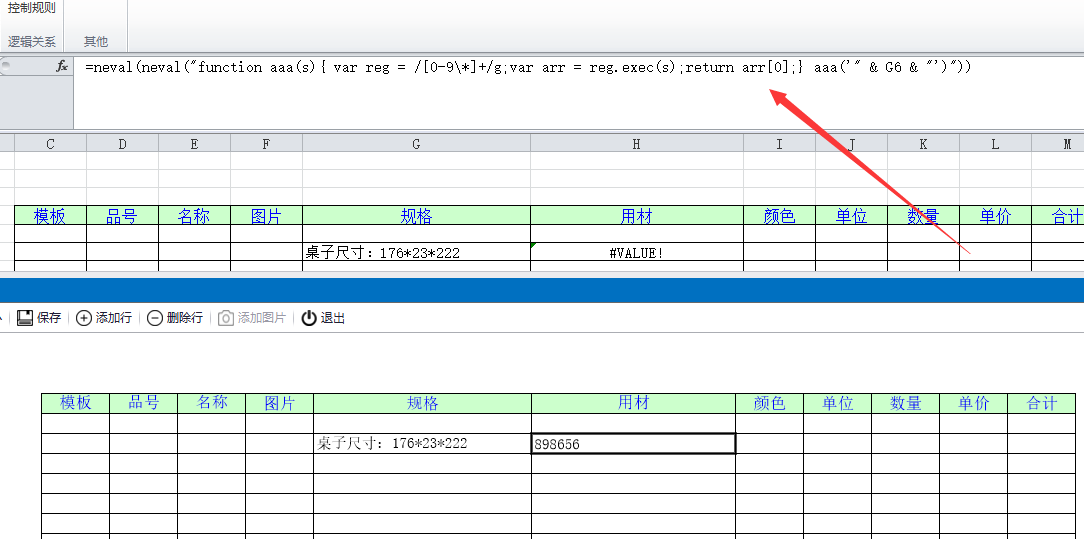 控制规则
逻辑关系 其他
fx =neval(neval("function aaa(s){ var reg = /[0-9\*]+/g;var arr = reg.exec(s);return arr[0];} aaa('" & G6 & "')"))
C D E F G H I J K L M
模板 品号 名称 图片 规格 用材 颜色 单位 数量 单价 合计
桌子尺寸：176*23*222 #VALUE!
保存 添加行 删除行 添加图片 退出
模板 品号 名称 图片 规格 用材 颜色 单位 数量 单价 合计
桌子尺寸：176*23*222 898656